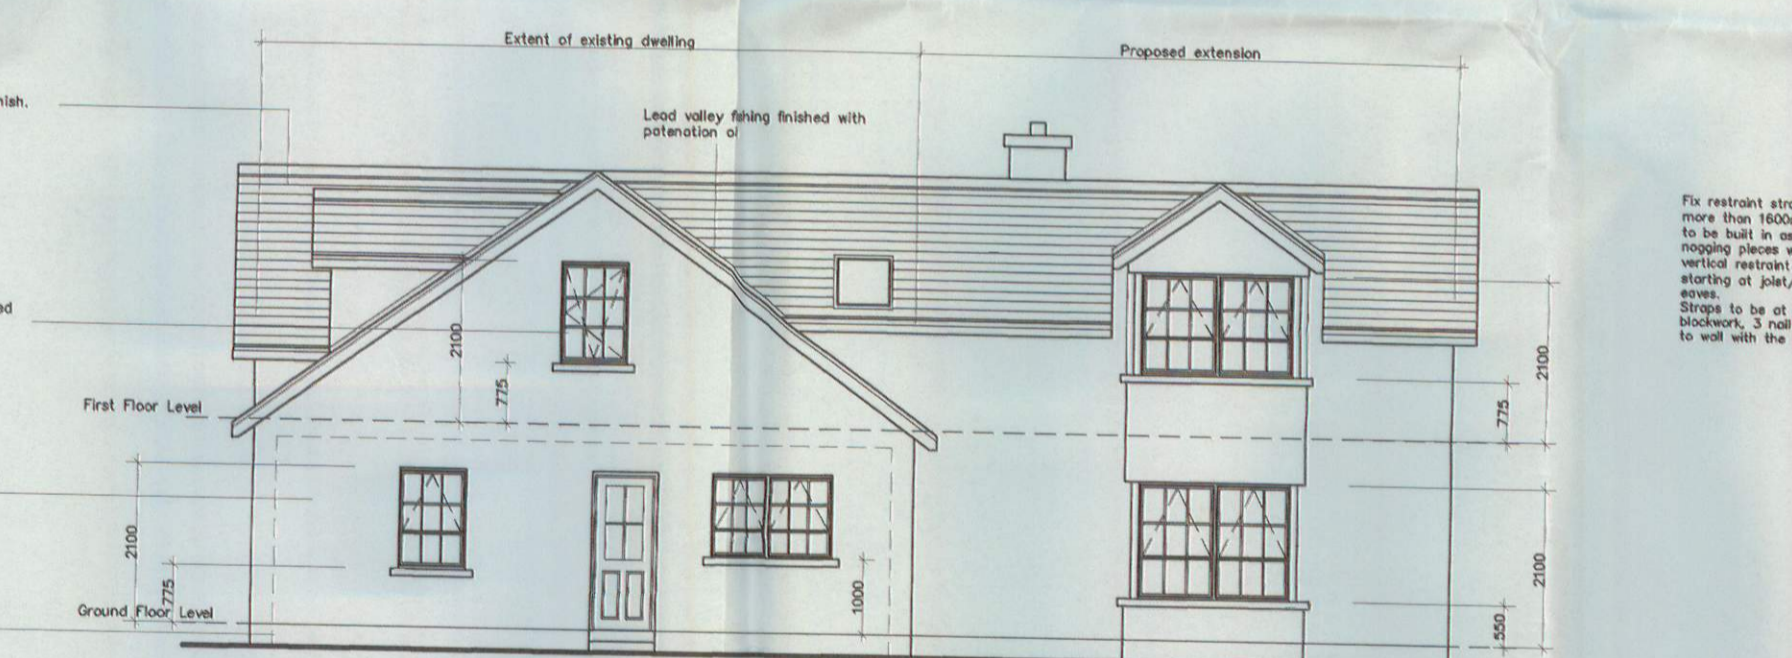 Extent of existing dwelling
Proposed extension
nish.
Lead valley flshing finished with
patenation oi
Fix restraint stra
more than 1600
to be built in as
nogging pieces w
vertical restraint
starting at joist/
eaves.
Straps to be at
blockwork, 3 nail
to wall with the
ed
2100
775
2100
775
First Floor Level
2100
775
1000
2100
550
Ground Floor Level